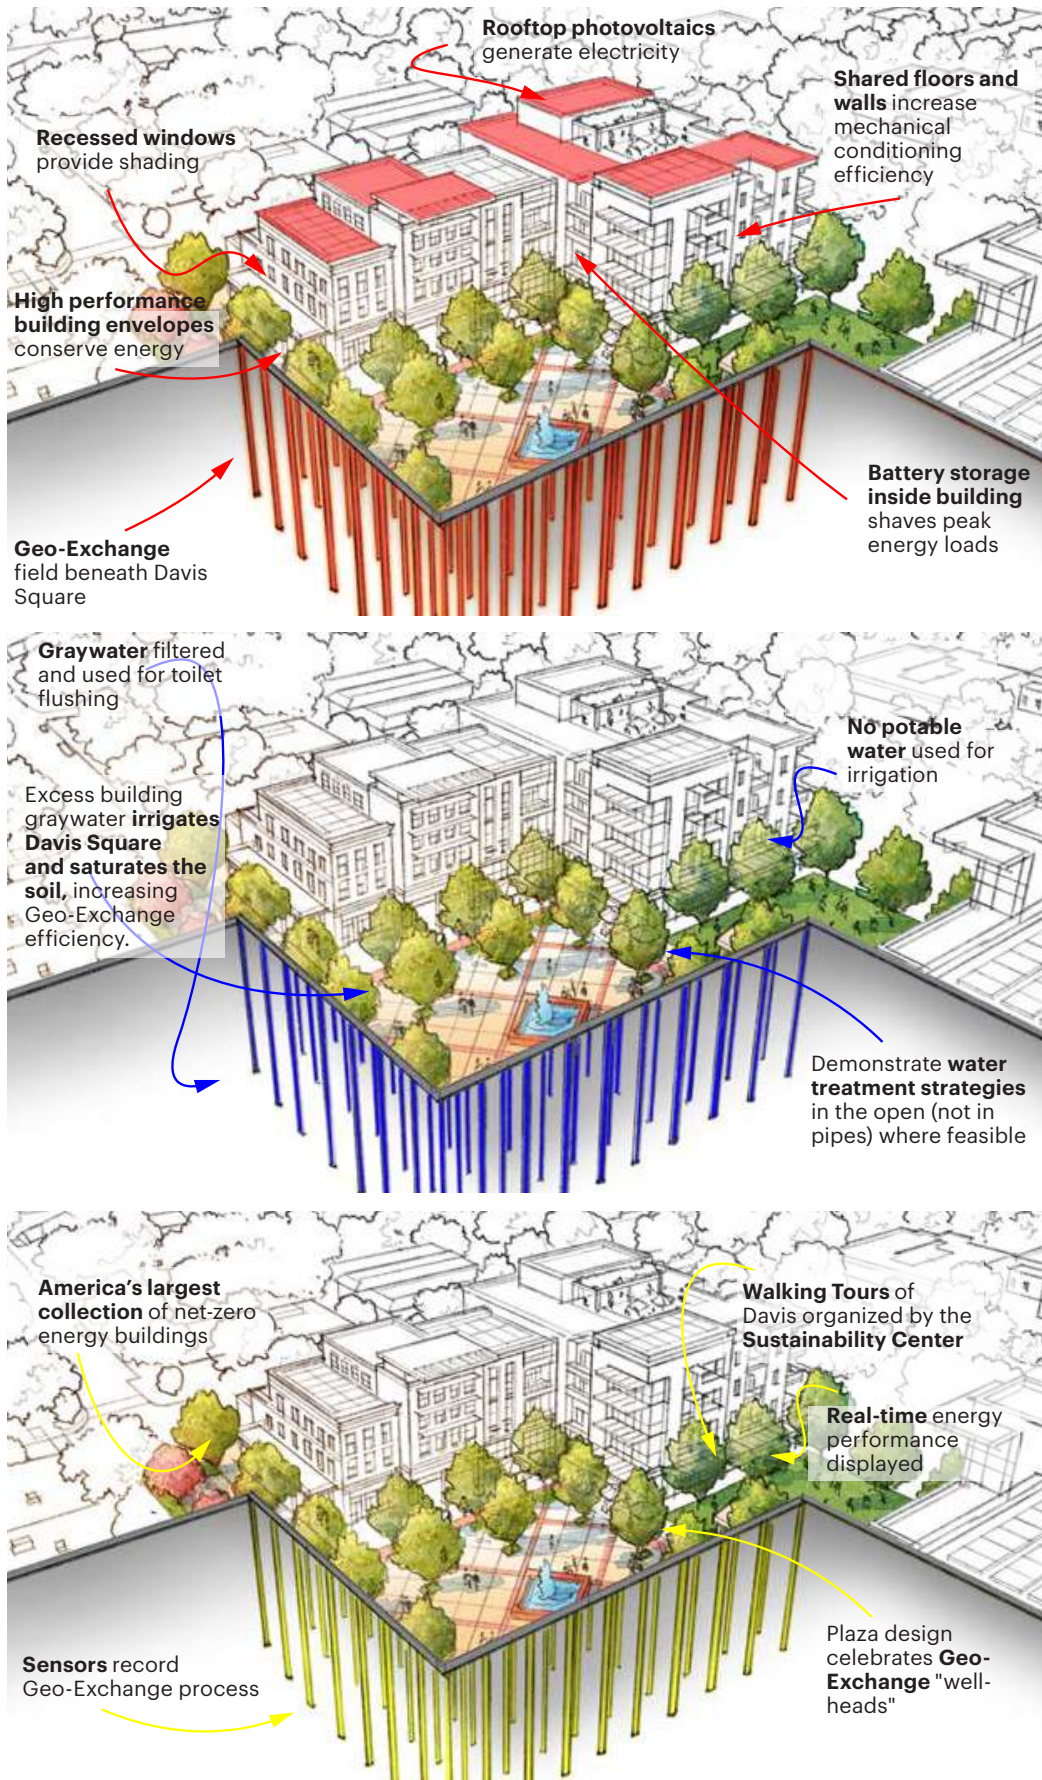 Rooftop photovoltaics
generate electricity
Shared floors and
walls increase
mechanical
conditioning
efficiency
Recessed windows
provide shading
High performance
building envelopes
conserve energy
Battery storage
inside building
shaves peak
energy loads
Geo-Exchange
field beneath Davis
Square
Graywater filtered
and used for toilet
flushing
No potable
water used for
irrigation
Excess building
graywater irrigates
Davis Square
and saturates the
soil, increasing
Geo-Exchange
efficiency.
Demonstrate water
treatment strategies
in the open (not in
pipes) where feasible
America's largest
collection of net-zero
energy buildings
Walking Tours of
Davis organized by the
Sustainability Center
Real-time energy
performance
displayed
Plaza design
celebrates Geo-
Exchange "well-
heads"
Sensors record
Geo-Exchange process